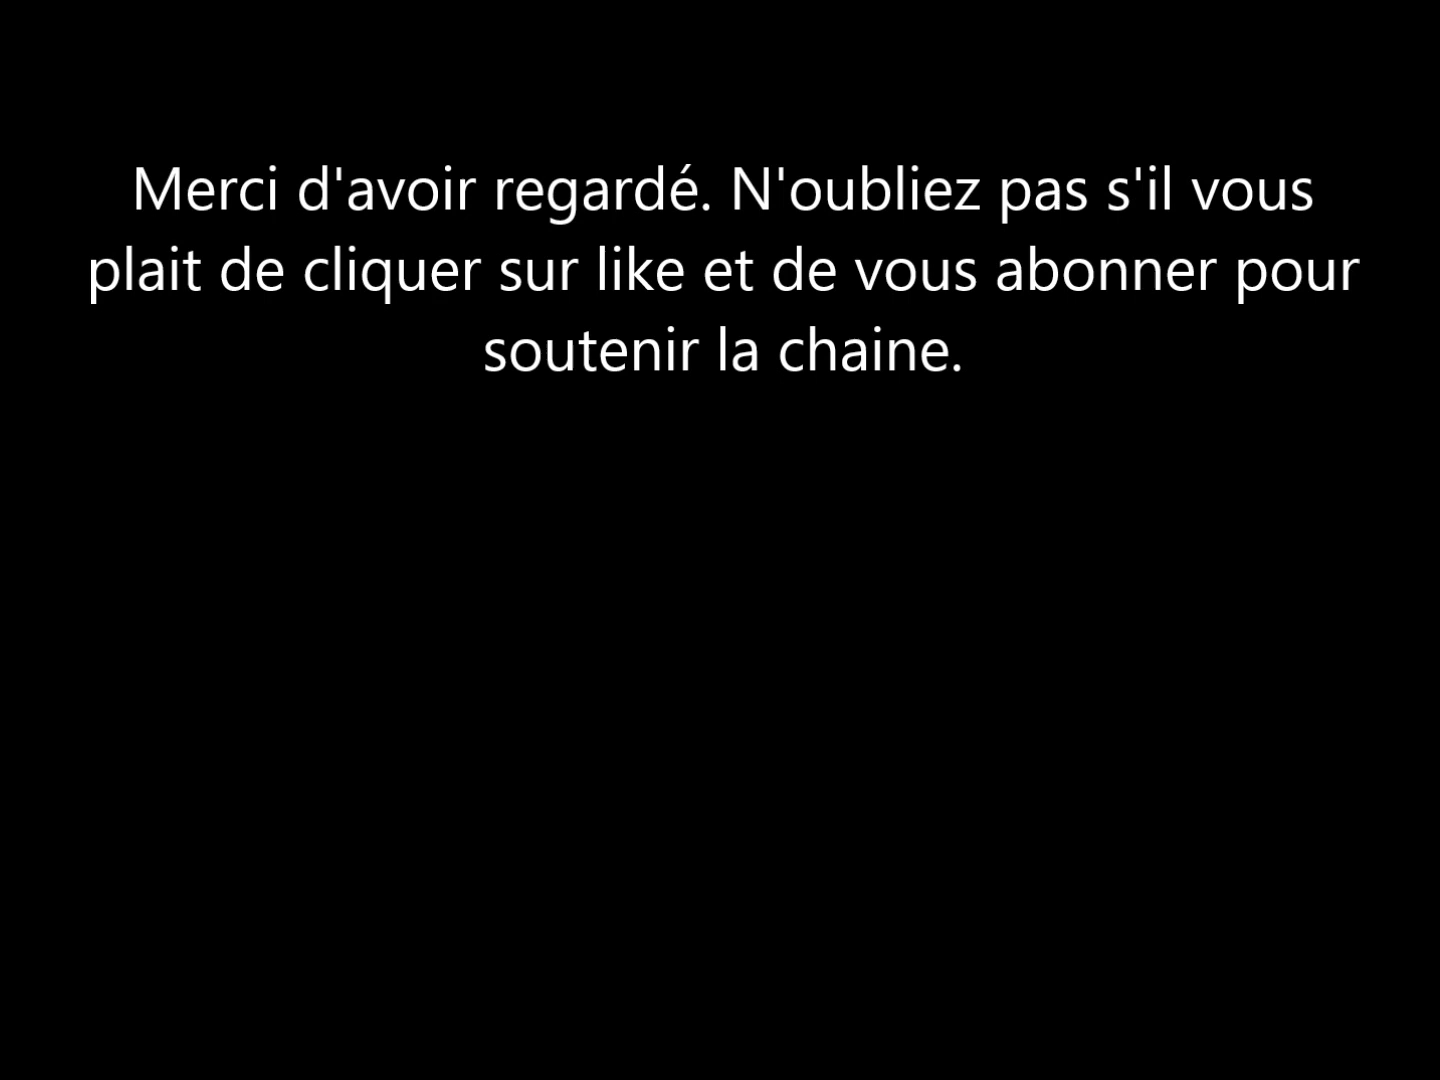 Merci d'avoir regardé. N'oubliez pas s'il vous
plait de cliquer sur like et de vous abonner pour
soutenir la chaine.